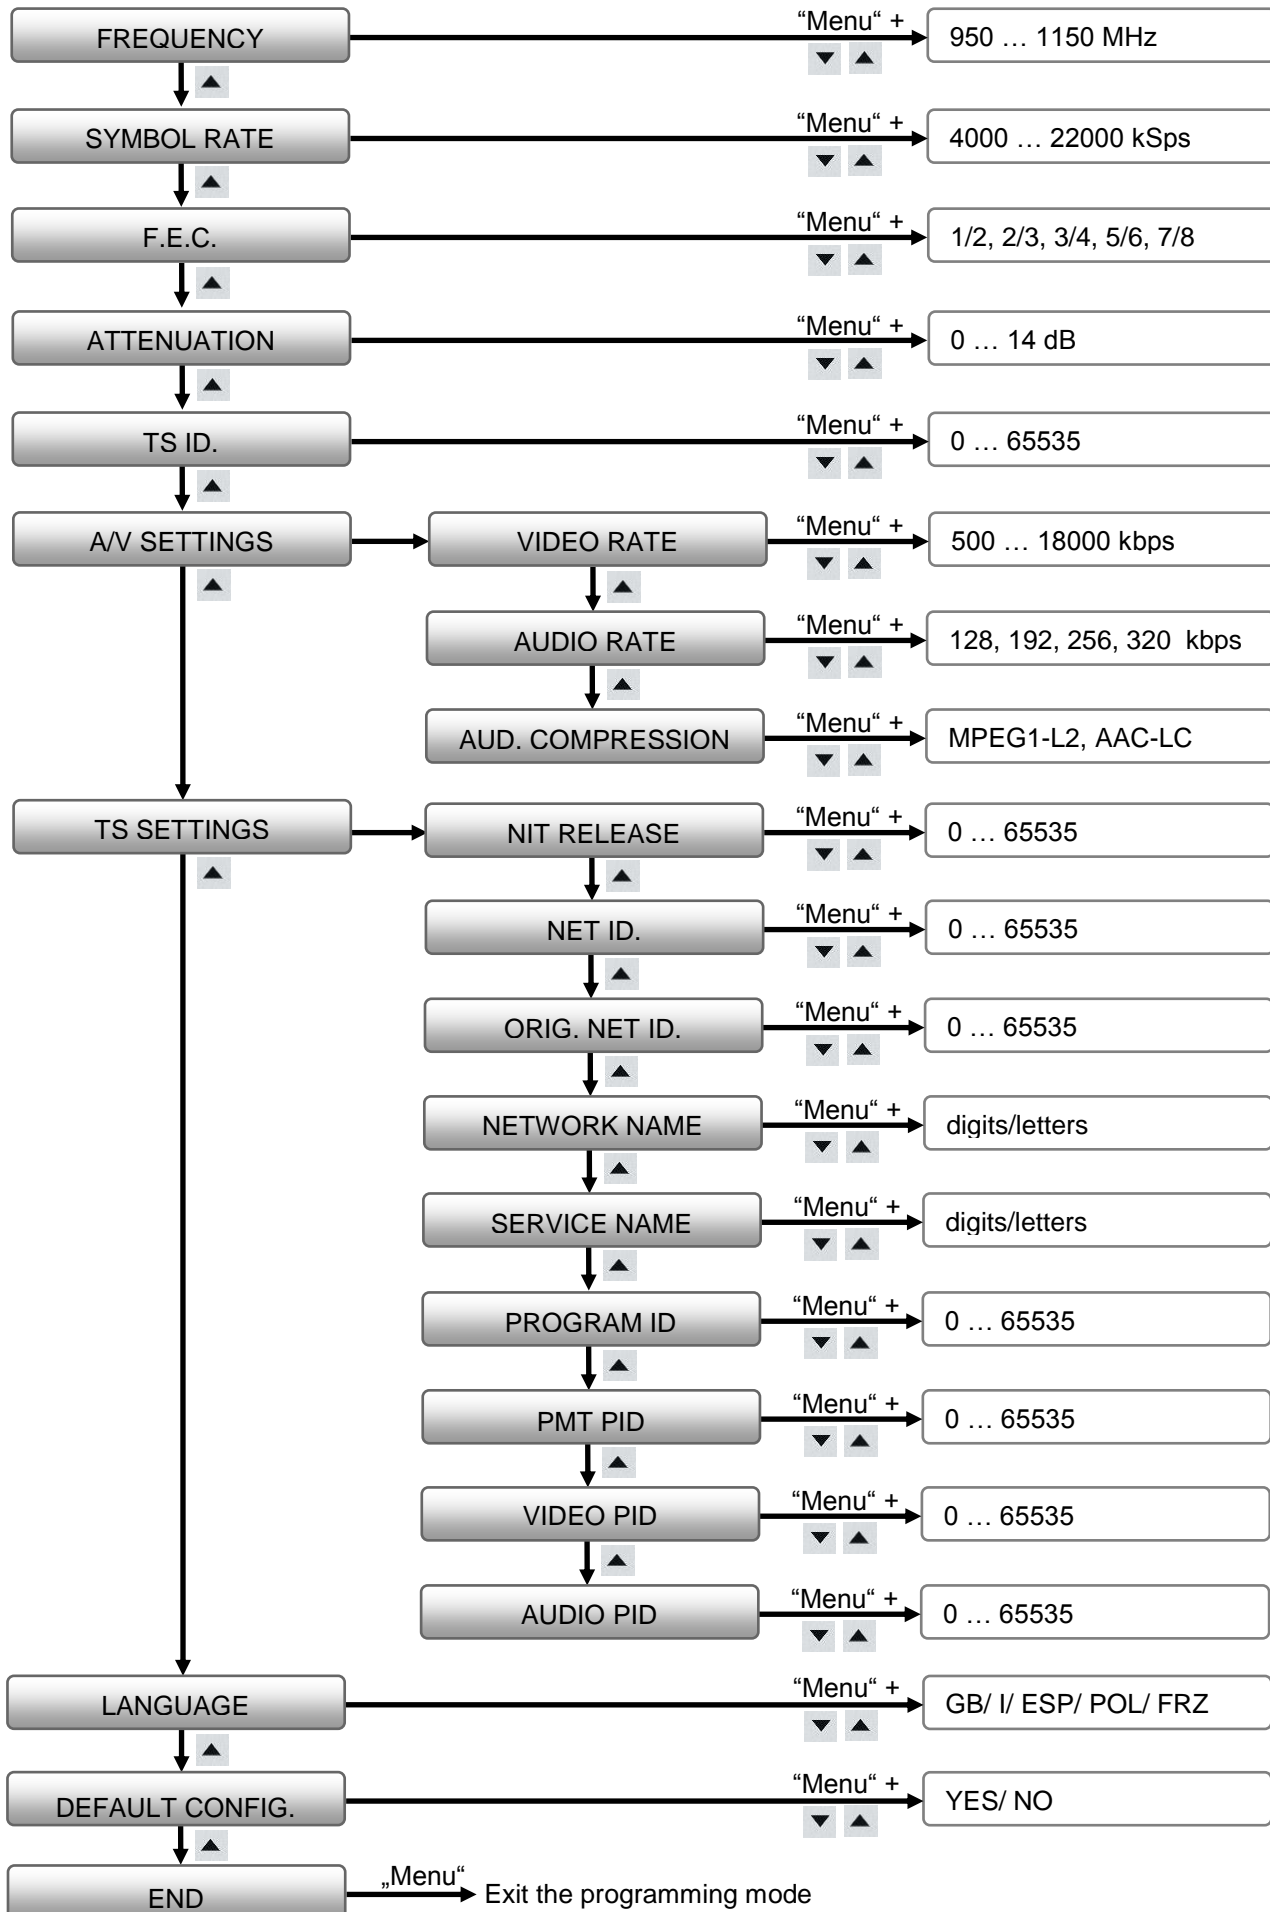 FREQUENCY “Menu“ + 950 … 1150 MHz
SYMBOL RATE “Menu“ + 4000 … 22000 kSps
F.E.C. “Menu“ + 1/2, 2/3, 3/4, 5/6, 7/8
ATTENUATION “Menu“ + 0 … 14 dB
TS ID. “Menu“ + 0 … 65535
A/V SETTINGS VIDEO RATE “Menu“ + 500 … 18000 kbps
AUDIO RATE “Menu“ + 128, 192, 256, 320 kbps
AUD. COMPRESSION “Menu“ + MPEG1-L2, AAC-LC
TS SETTINGS NIT RELEASE “Menu“ + 0 … 65535
NET ID. “Menu“ + 0 … 65535
ORIG. NET ID. “Menu“ + 0 … 65535
NETWORK NAME “Menu“ + digits/letters
SERVICE NAME “Menu“ + digits/letters
PROGRAM ID “Menu“ + 0 … 65535
PMT PID “Menu“ + 0 … 65535
VIDEO PID “Menu“ + 0 … 65535
AUDIO PID “Menu“ + 0 … 65535
LANGUAGE “Menu“ + GB/ I/ ESP/ POL/ FRZ
DEFAULT CONFIG. “Menu“ + YES/ NO
END „Menu“ Exit the programming mode